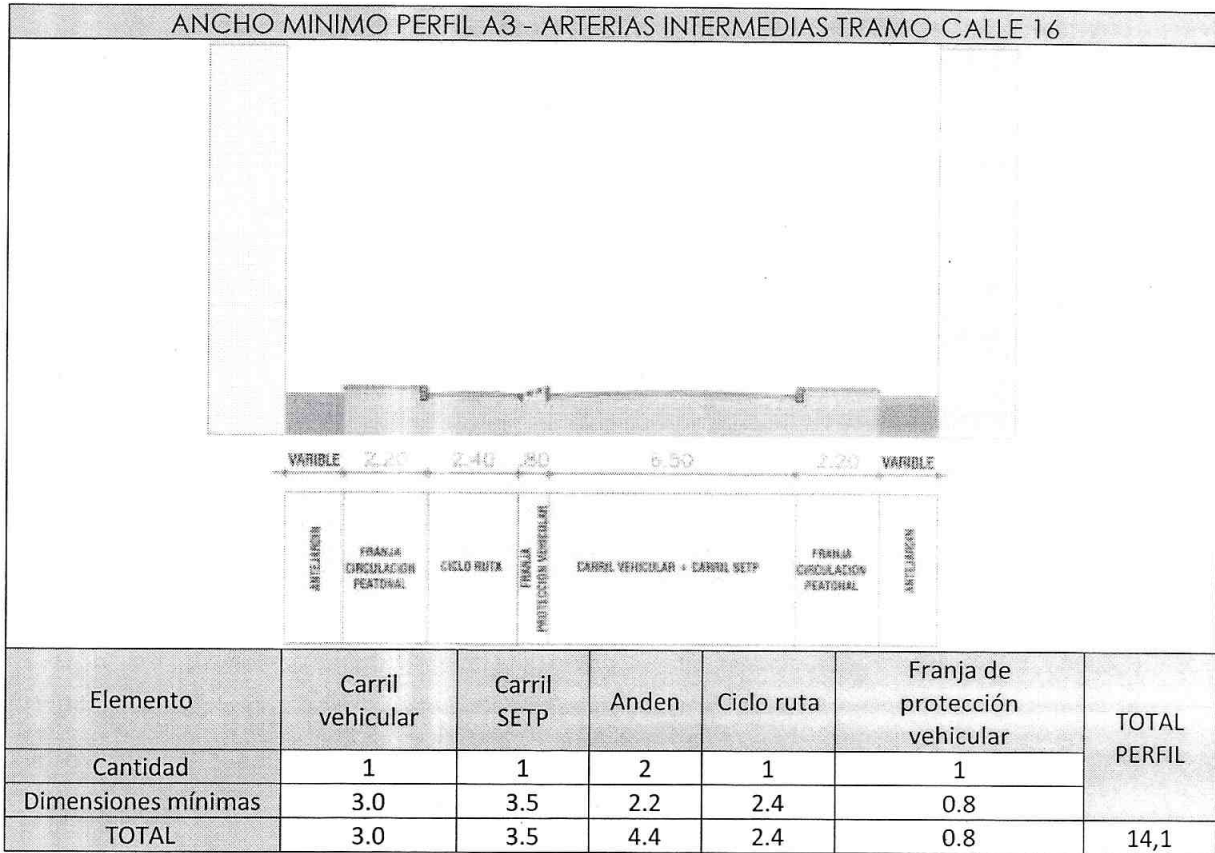 ANCHO MINIMO PERFIL A3 - ARTERIAS INTERMEDIAS TRAMO CALLE 16
VARIBLE 2.20 2.40 .80 6.50 2.20 VARIBLE
ANTEJARDIN
FRANJA CIRCULACION PEATONAL
CICLO RUTA
FRANJA PROTECCIÓN VEHICULAR
CARRIL VEHICULAR + CARRIL SETP
FRANJA CIRCULACION PEATONAL
ANTEJARDIN
Elemento Carril vehicular Carril SETP Anden Ciclo ruta Franja de protección vehicular TOTAL PERFIL
Cantidad 1 1 2 1 1
Dimensiones mínimas 3.0 3.5 2.2 2.4 0.8
TOTAL 3.0 3.5 4.4 2.4 0.8 14,1